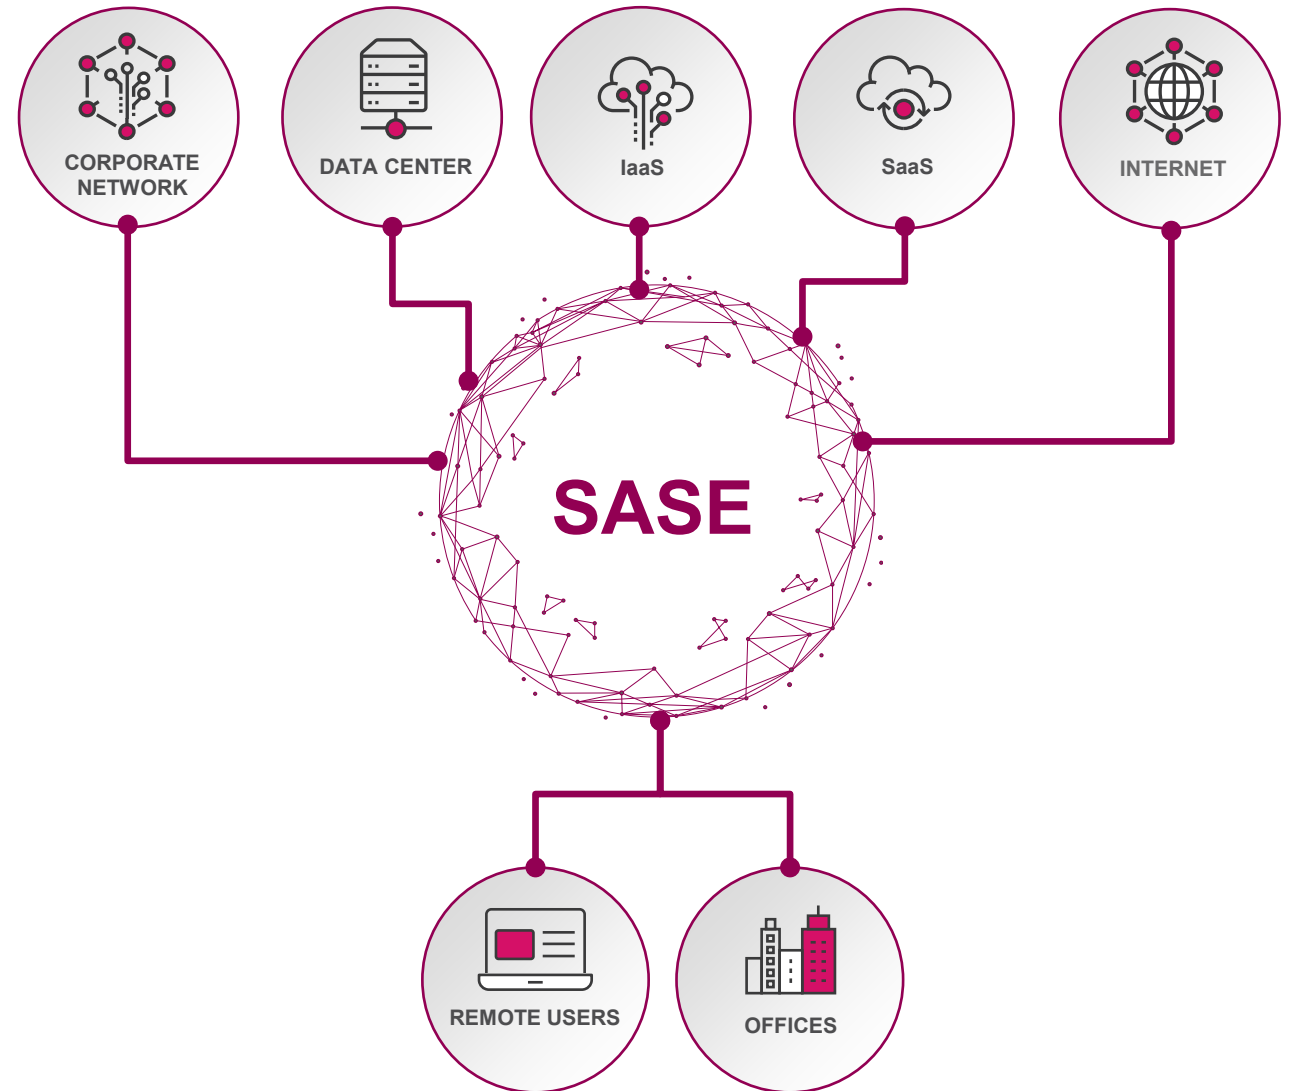 CORPORATE
NETWORK
DATA CENTER
IaaS
SaaS
INTERNET
SASE
REMOTE USERS
OFFICES